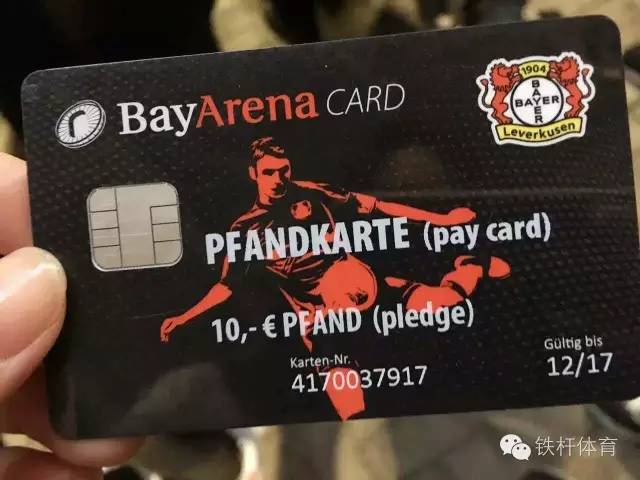 BayArena CARD
1904
BAYER
BAYER
Leverkusen
PFANDKARTE (pay card)
10,- € PFAND (pledge)
Karten-Nr.
4170037917
Gültig bis
12/17
铁杆体育